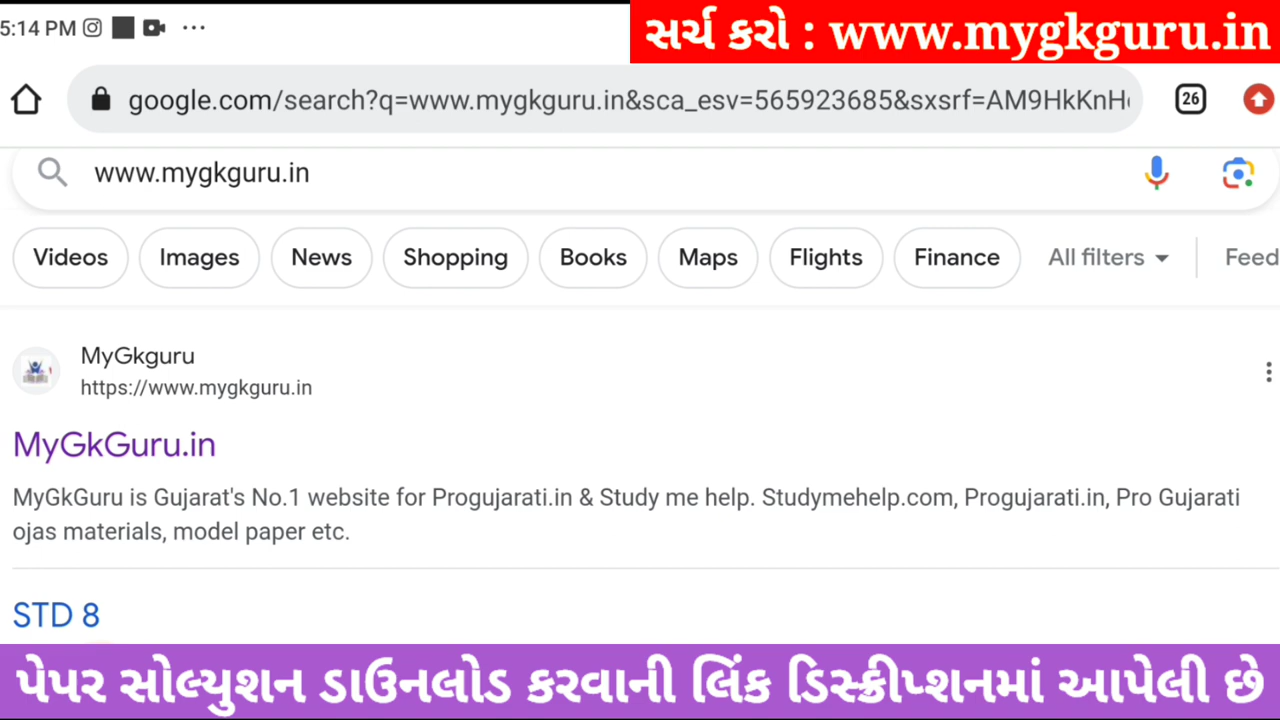 5:14 PM
સર્ચ કરો : www.mygkguru.in
google.com/search?q=www.mygkguru.in&sca_esv=565923685&sxsrf=AM9HkKnH
26
www.mygkguru.in
Videos Images News Shopping Books Maps Flights Finance All filters Feed
MyGkguru
https://www.mygkguru.in
MyGkGuru.in
MyGkGuru is Gujarat's No.1 website for Progujarati.in & Study me help. Studymehelp.com, Progujarati.in, Pro Gujarati
ojas materials, model paper etc.
STD 8
પેપર સોલ્યુશન ડાઉનલોડ કરવાની લિંક ડિસ્ક્રીપ્શનમાં આપેલી છે